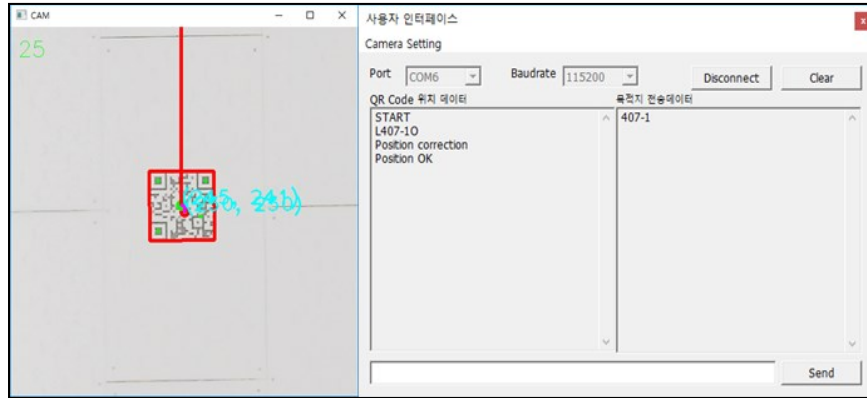 CAM
25
사용자 인터페이스
Camera Setting
Port COM6 Baudrate 115200 Disconnect Clear
QR Code 위치 데이터
START
L407-1O
Position correction
Position OK
목적지 전송데이터
407-1
Send